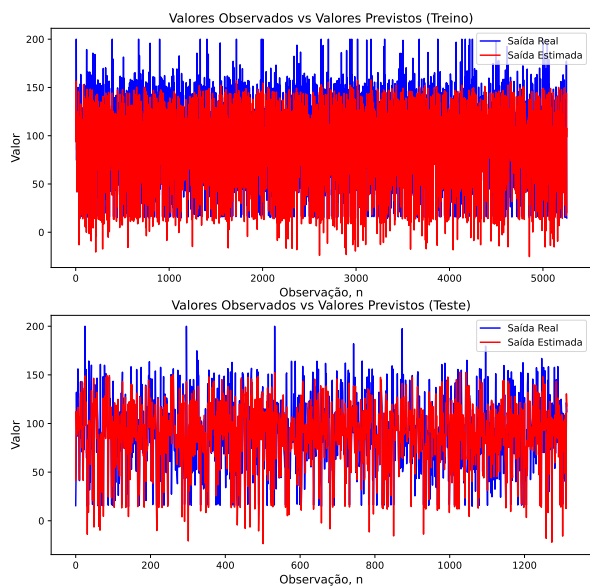 Valores Observados vs Valores Previstos (Treino)
Saída Real
Saída Estimada
200
150
100
50
0
Valor
0 1000 2000 3000 4000 5000
Observação, n
Valores Observados vs Valores Previstos (Teste)
Saída Real
Saída Estimada
200
150
100
50
0
Valor
0 200 400 600 800 1000 1200
Observação, n